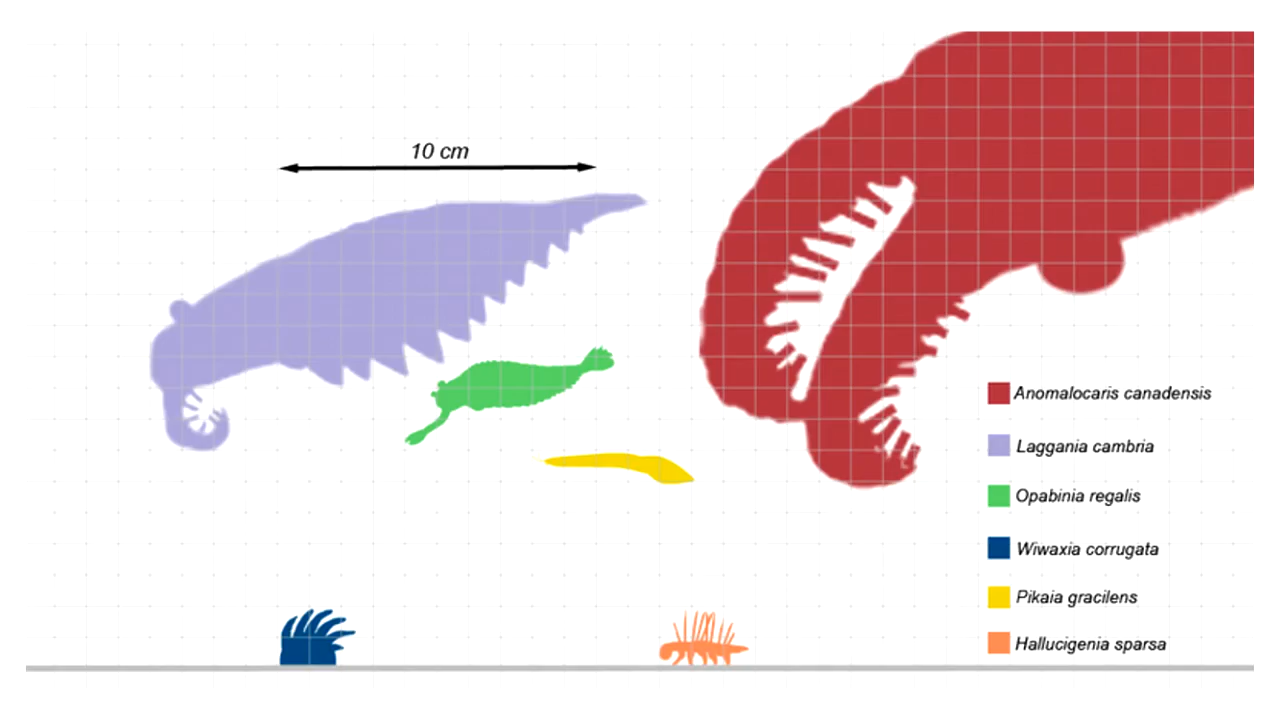 10 cm
Anomalocaris canadensis
Laggania cambria
Opabinia regalis
Wiwaxia corrugata
Pikaia gracilens
Hallucigenia sparsa